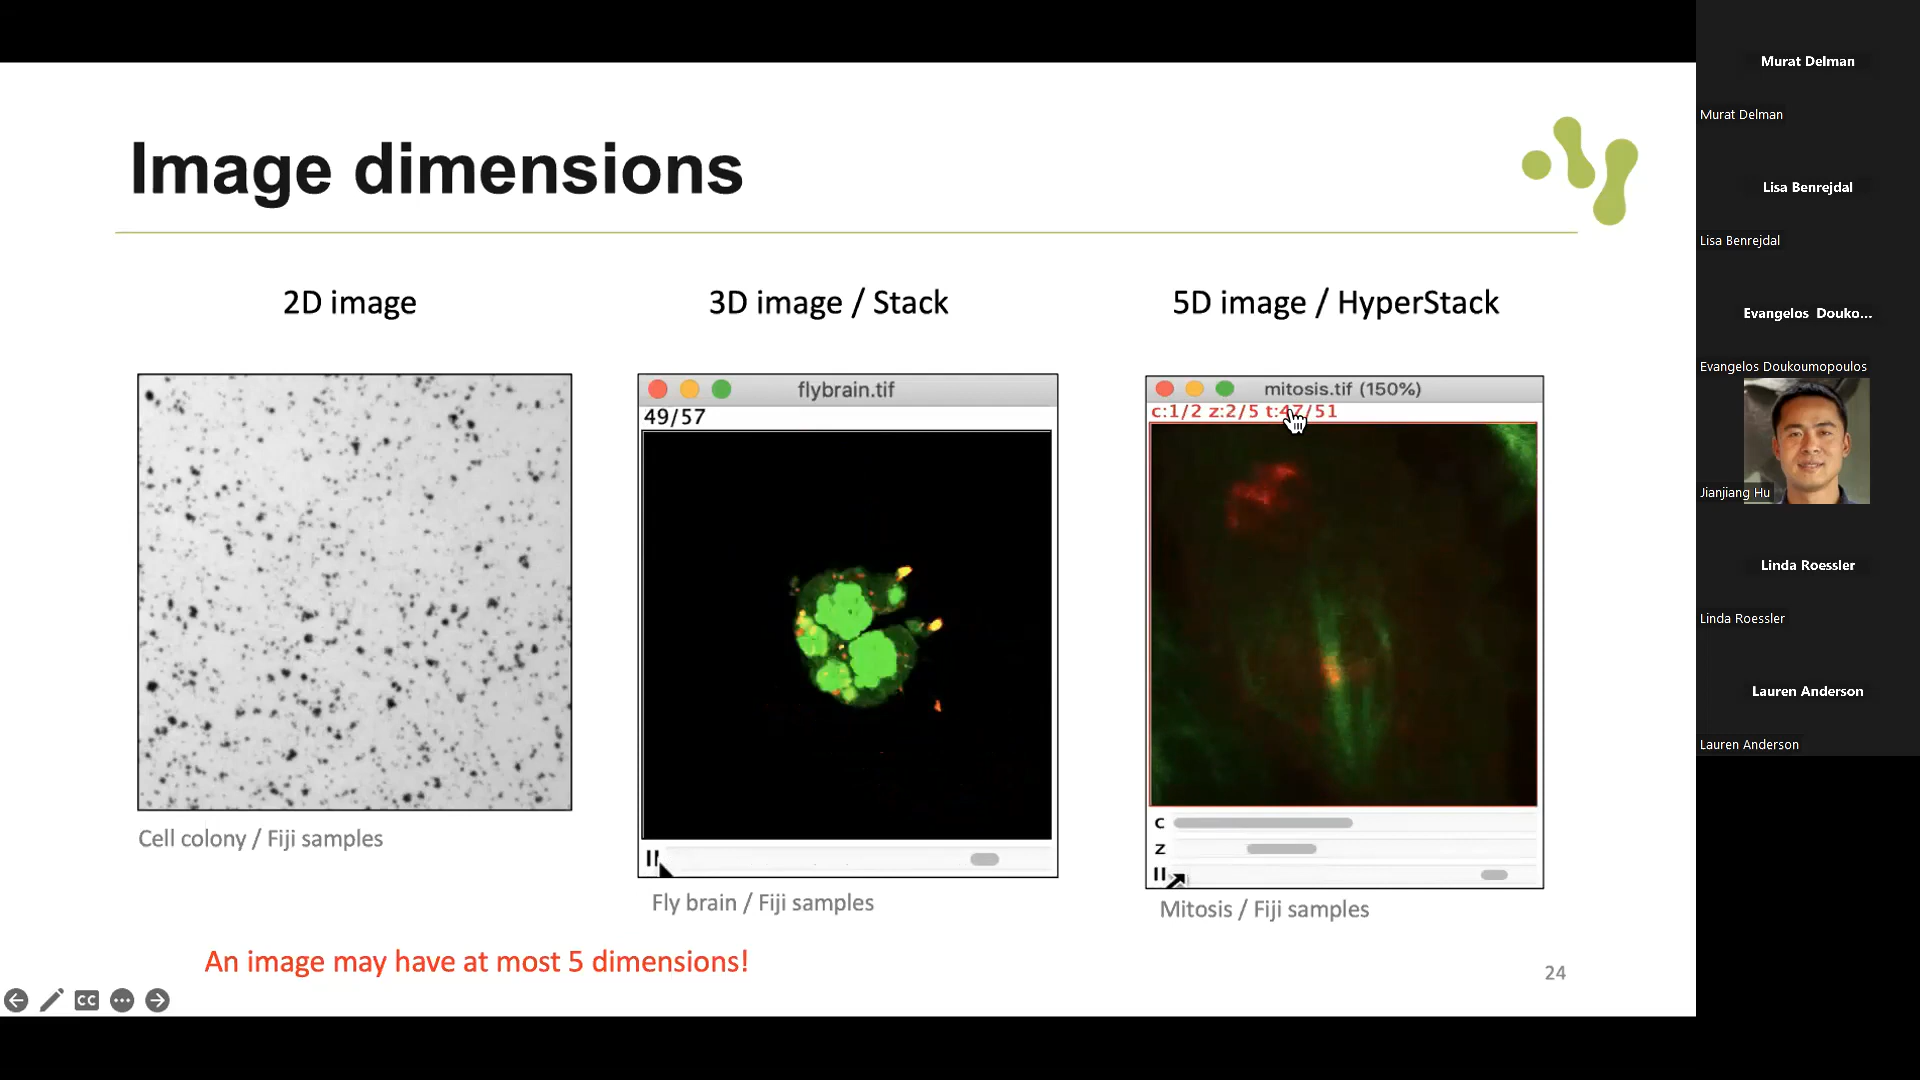 Image dimensions
2D image
3D image / Stack
5D image / HyperStack
flybrain.tif
49/57
mitosis.tif (150%)
c:1/2 z:2/5 t:47/51
C
Z
Cell colony / Fiji samples
Fly brain / Fiji samples
Mitosis / Fiji samples
An image may have at most 5 dimensions!
24
CC
Murat Delman
Murat Delman
Lisa Benrejdal
Lisa Benrejdal
Evangelos Douko...
Evangelos Doukoumopoulos
Jianjiang Hu
Linda Roessler
Linda Roessler
Lauren Anderson
Lauren Anderson